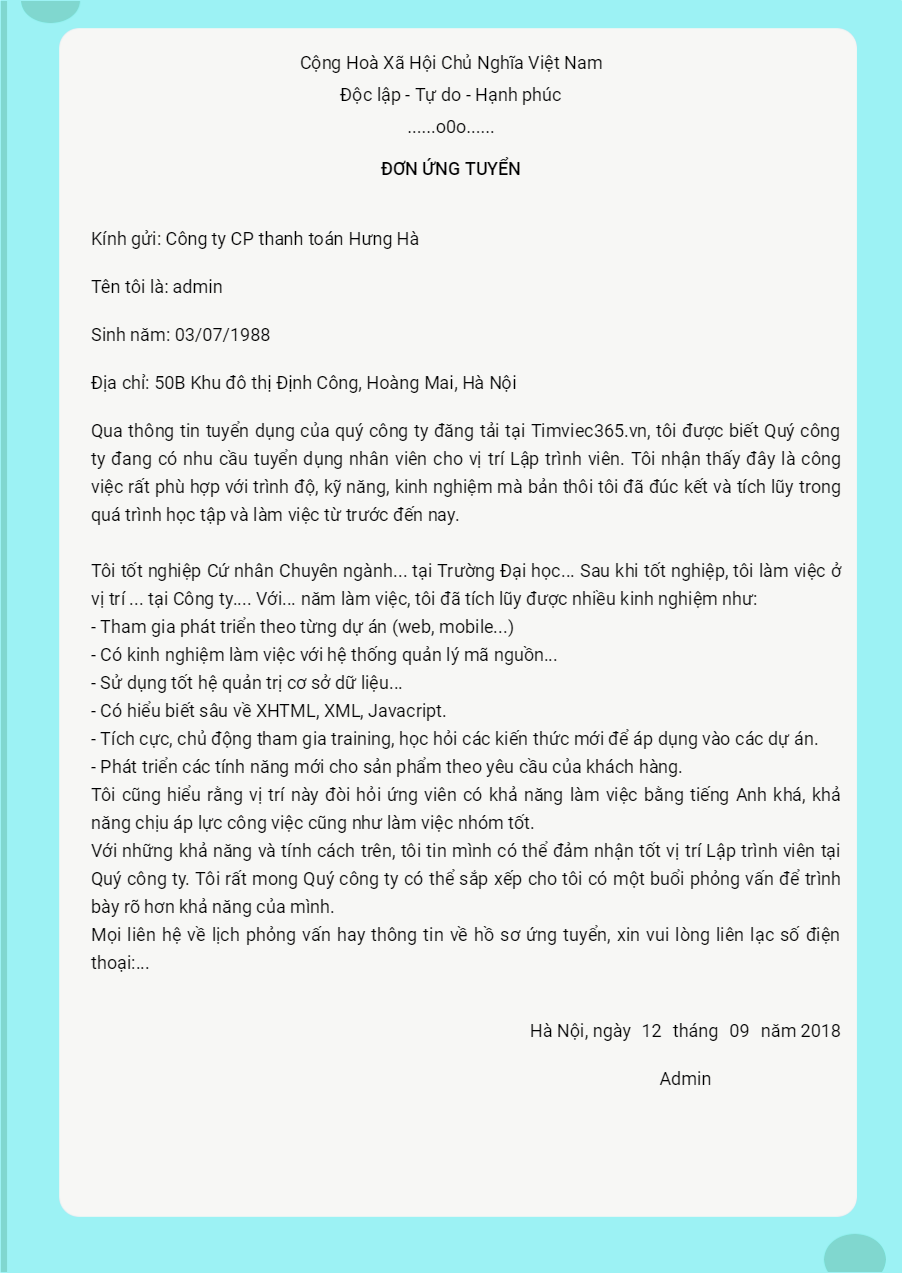 Cộng Hoà Xã Hội Chủ Nghĩa Việt Nam
Độc lập - Tự do - Hạnh phúc
......o0o......
ĐƠN ỨNG TUYỂN
Kính gửi: Công ty CP thanh toán Hưng Hà
Tên tôi là: admin
Sinh năm: 03/07/1988
Địa chỉ: 50B Khu đô thị Định Công, Hoàng Mai, Hà Nội
Qua thông tin tuyển dụng của quý công ty đăng tải tại Timviec365.vn, tôi được biết Quý công
ty đang có nhu cầu tuyển dụng nhân viên cho vị trí Lập trình viên. Tôi nhận thấy đây là công
việc rất phù hợp với trình độ, kỹ năng, kinh nghiệm mà bản thôi tôi đã đúc kết và tích lũy trong
quá trình học tập và làm việc từ trước đến nay.
Tôi tốt nghiệp Cứ nhân Chuyên ngành... tại Trường Đại học... Sau khi tốt nghiệp, tôi làm việc ở
vị trí ... tại Công ty.... Với... năm làm việc, tôi đã tích lũy được nhiều kinh nghiệm như:
- Tham gia phát triển theo từng dự án (web, mobile...)
- Có kinh nghiệm làm việc với hệ thống quản lý mã nguồn...
- Sử dụng tốt hệ quản trị cơ sở dữ liệu...
- Có hiểu biết sâu về XHTML, XML, Javacript.
- Tích cực, chủ động tham gia training, học hỏi các kiến thức mới để áp dụng vào các dự án.
- Phát triển các tính năng mới cho sản phẩm theo yêu cầu của khách hàng.
Tôi cũng hiểu rằng vị trí này đòi hỏi ứng viên có khả năng làm việc bằng tiếng Anh khá, khả
năng chịu áp lực công việc cũng như làm việc nhóm tốt.
Với những khả năng và tính cách trên, tôi tin mình có thể đảm nhận tốt vị trí Lập trình viên tại
Quý công ty. Tôi rất mong Quý công ty có thể sắp xếp cho tôi có một buổi phỏng vấn để trình
bày rõ hơn khả năng của mình.
Mọi liên hệ về lịch phỏng vấn hay thông tin về hồ sơ ứng tuyển, xin vui lòng liên lạc số điện
thoại:...
Hà Nội, ngày 12 tháng 09 năm 2018
Admin